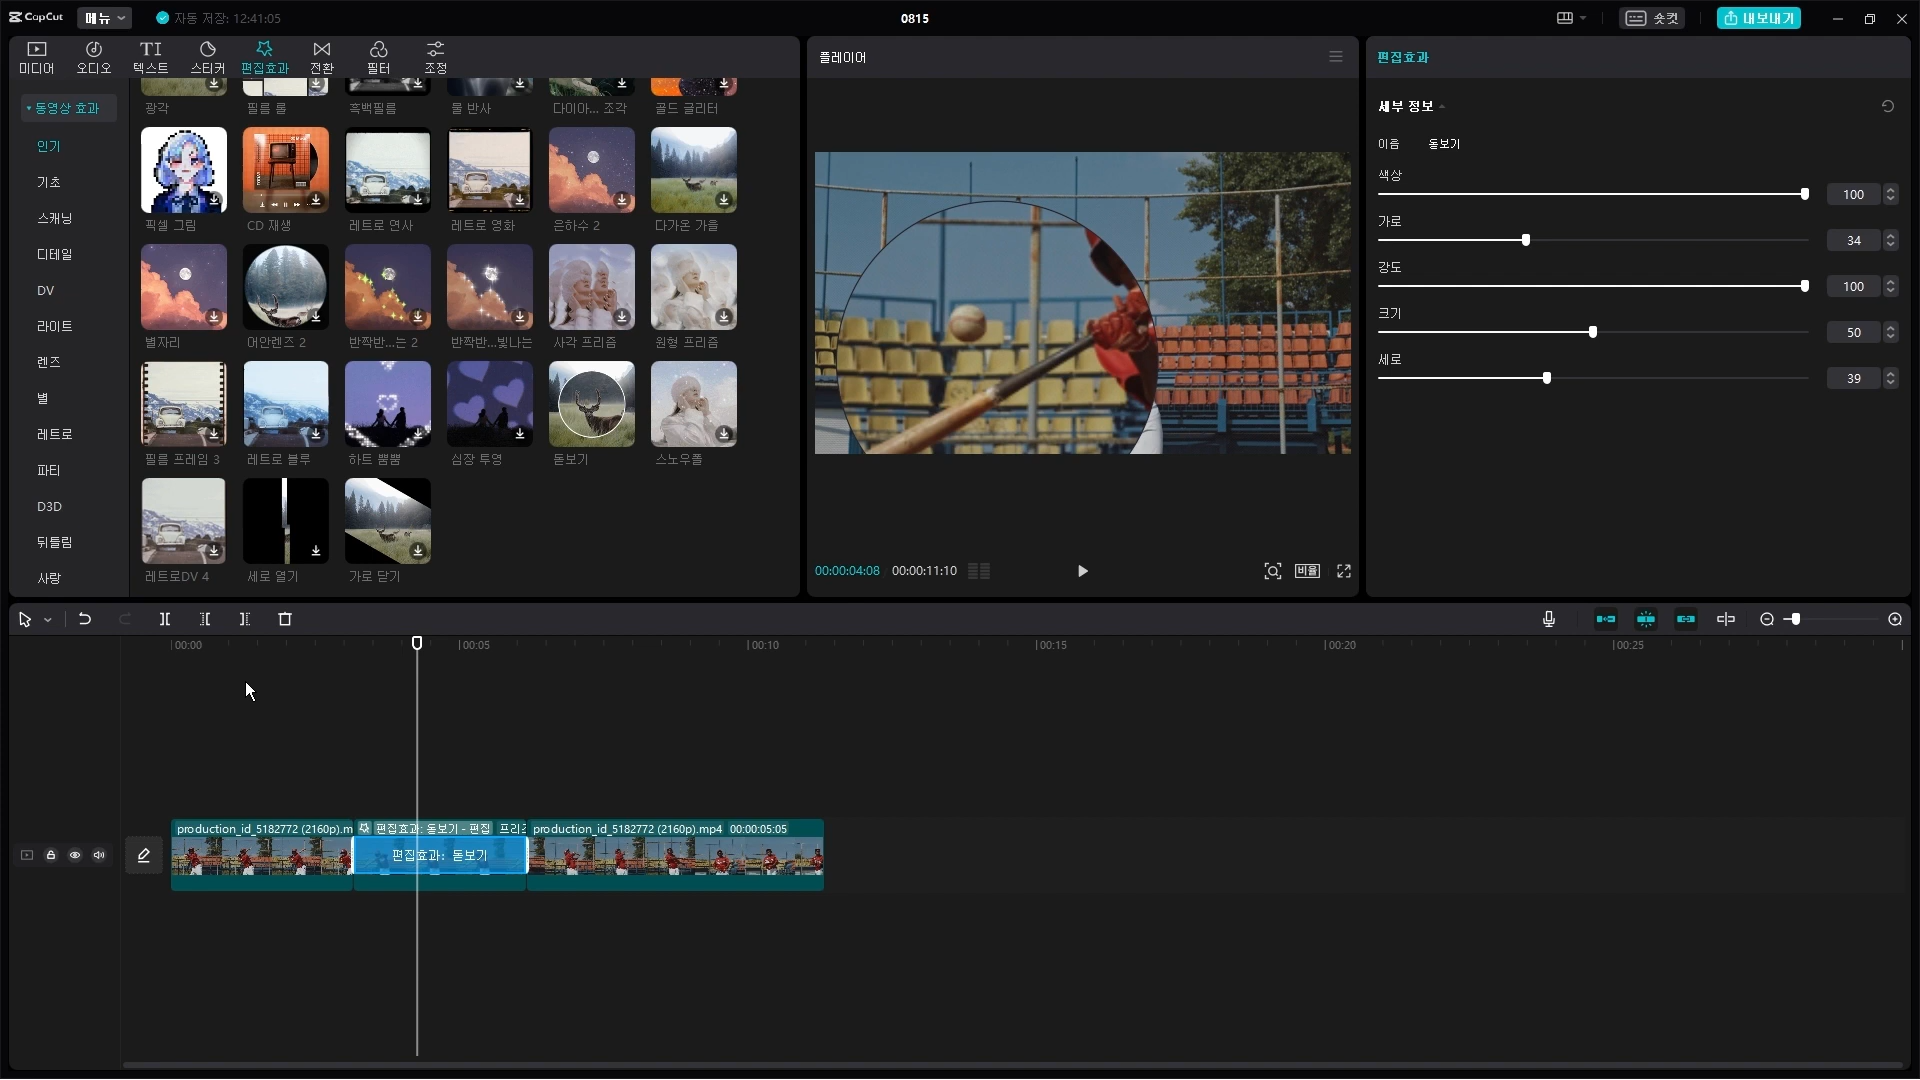 CapCut
메뉴
자동 저장: 12:41:05
0815
숏컷
내보내기
미디어
오디오
TI
텍스트
스티커
편집효과
전환
필터
조정
동영상 효과
인기
기초
스캐닝
디테일
DV
라이트
렌즈
별
레트로
파티
D3D
뒤틀림
사랑
광각
필름 롤
흑백필름
물 반사
다이아... 조각
골드 글리터
픽셀 그림
CD 재생
레트로 연사
레트로 영화
은하수 2
다가온 가을
별자리
어안렌즈 2
반짝반...는 2
반짝반...빛나는
사각 프리즘
원형 프리즘
필름 프레임 3
레트로 블루
하트 뿜뿜
심장 투영
돋보기
스노우폴
레트로DV 4
세로 열기
가로 닫기
플레이어
00:00:04:08
00:00:11:10
비율
편집효과
세부 정보
이름 돋보기
색상
100
가로
34
강도
100
크기
50
세로
39
00:00
00:05
00:10
00:15
00:20
00:25
production_id_5182772 (2160p).m
편집효과: 돋보기 - 편집
프리즈
production_id_5182772 (2160p).mp4 00:00:05:05
편집효과: 돋보기